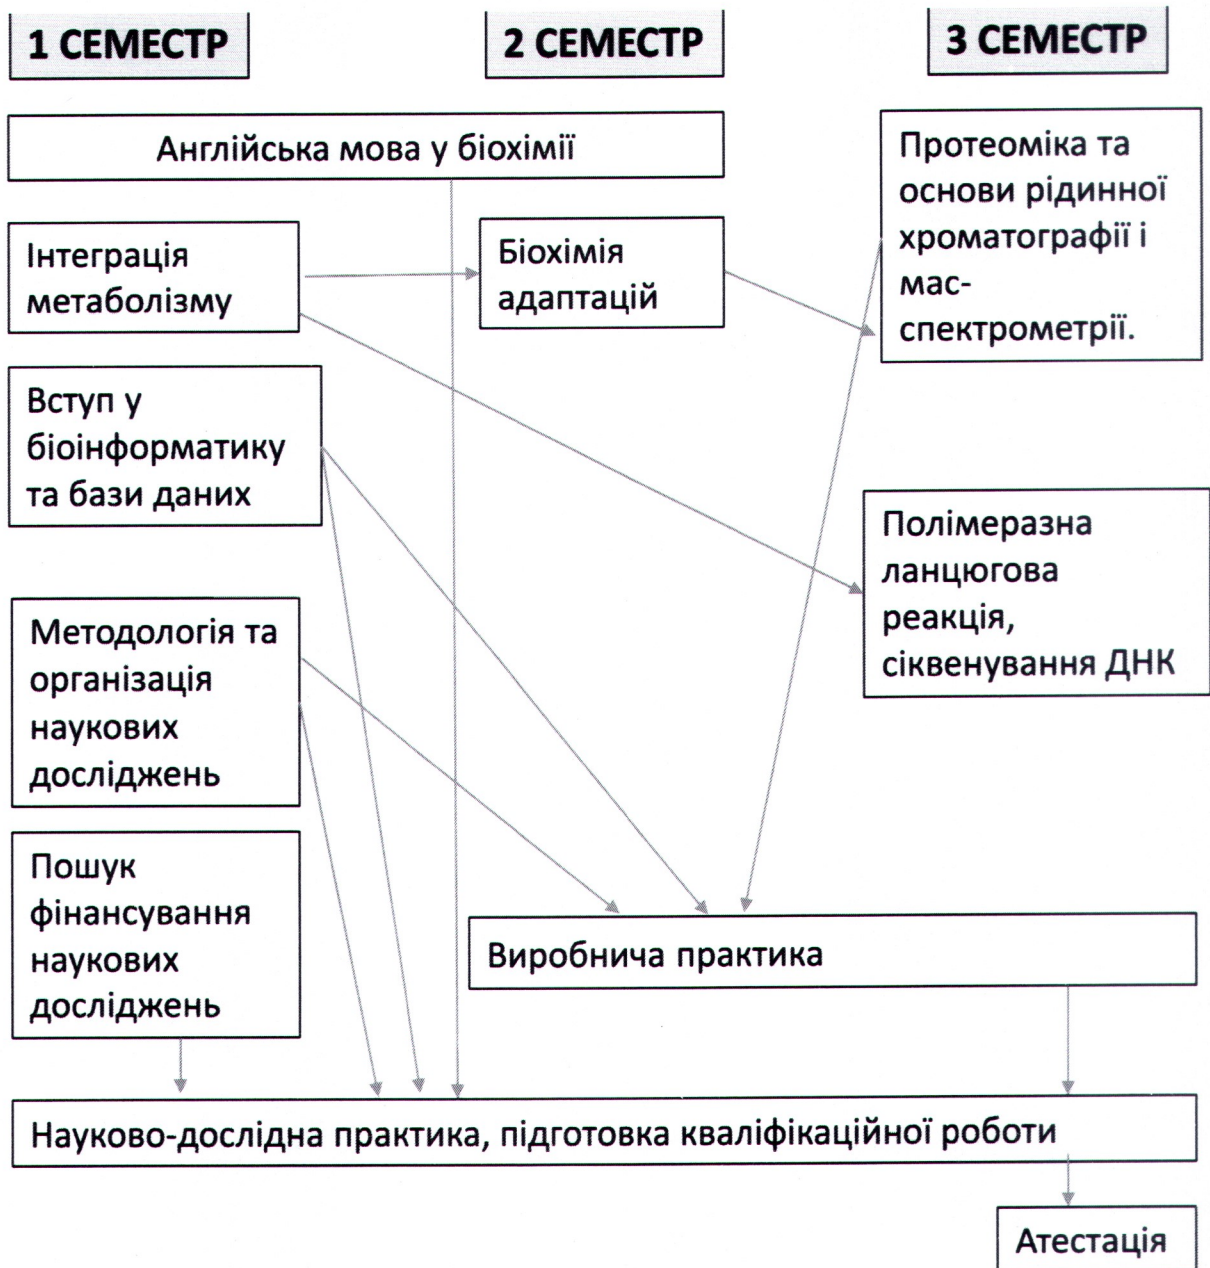 1 СЕМЕСТР
2 СЕМЕСТР
3 СЕМЕСТР
Англійська мова у біохімії
Інтеграція
метаболізму
Біохімія
адаптацій
Протеоміка та
основи рідинної
хроматографії і
мас-
спектрометрії.
Вступ у
біоінформатику
та бази даних
Полімеразна
ланцюгова
реакція,
сіквенування ДНК
Методологія та
організація
наукових
досліджень
Пошук
фінансування
наукових
досліджень
Виробнича практика
Науково-дослідна практика, підготовка кваліфікаційної роботи
Атестація